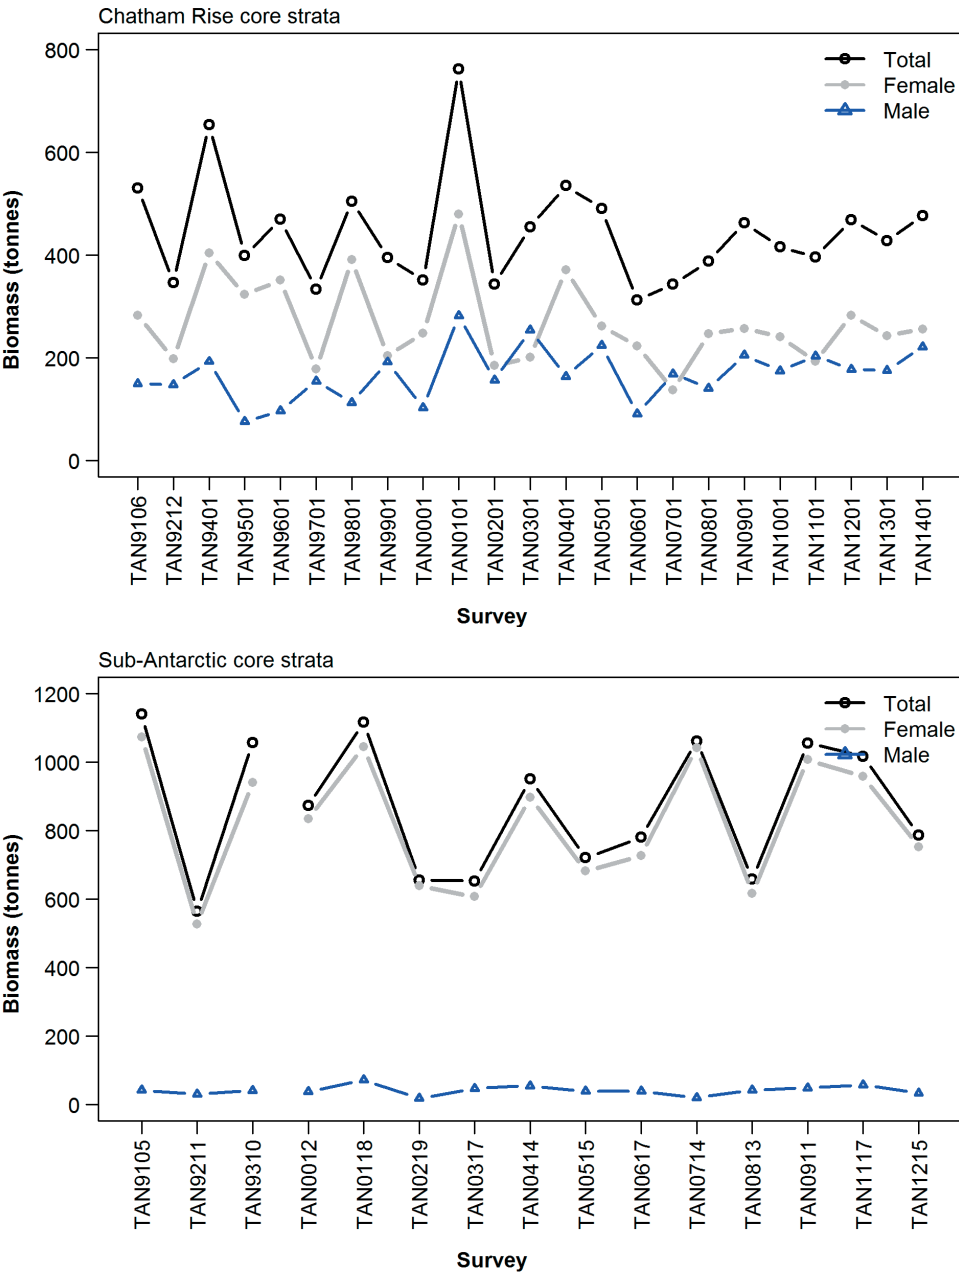 Chatham Rise core strata
800
600
400
200
0
Biomass (tonnes)
Total
Female
Male
TAN9106
TAN9212
TAN9401
TAN9501
TAN9601
TAN9701
TAN9801
TAN9901
TAN0001
TAN0101
TAN0201
TAN0301
TAN0401
TAN0501
TAN0601
TAN0701
TAN0801
TAN0901
TAN1001
TAN1101
TAN1201
TAN1301
TAN1401
Survey
Sub-Antarctic core strata
1200
1000
800
600
400
200
0
Biomass (tonnes)
Total
Female
Male
TAN9105
TAN9211
TAN9310
TAN0012
TAN0118
TAN0219
TAN0317
TAN0414
TAN0515
TAN0617
TAN0714
TAN0813
TAN0911
TAN1117
TAN1215
Survey